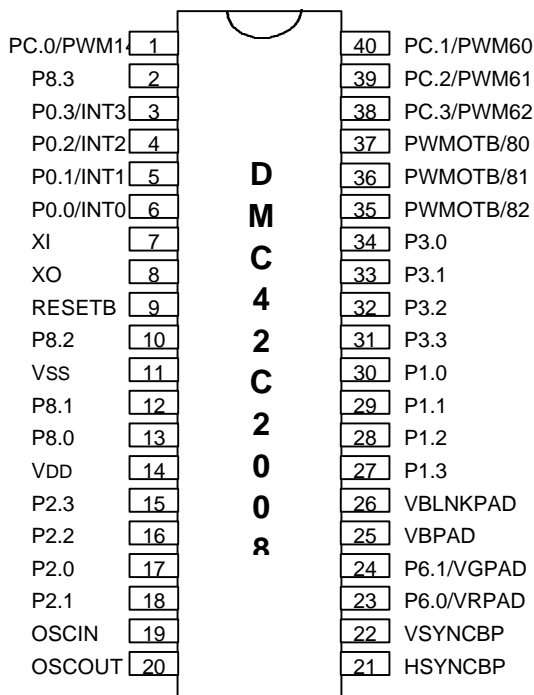 PC.0/PWM14 1 40 PC.1/PWM60
P8.3 2 39 PC.2/PWM61
P0.3/INT3 3 38 PC.3/PWM62
P0.2/INT2 4 37 PWMOTB/80
P0.1/INT1 5 36 PWMOTB/81
P0.0/INT0 6 35 PWMOTB/82
XI 7 34 P3.0
XO 8 33 P3.1
RESETB 9 32 P3.2
P8.2 10 31 P3.3
VSS 11 30 P1.0
P8.1 12 29 P1.1
P8.0 13 28 P1.2
VDD 14 27 P1.3
P2.3 15 26 VBLNKPAD
P2.2 16 25 VBPAD
P2.0 17 24 P6.1/VGPAD
P2.1 18 23 P6.0/VRPAD
OSCIN 19 22 VSYNCBP
OSCOUT 20 21 HSYNCBP
D
M
C
4
2
C
2
0
0
8